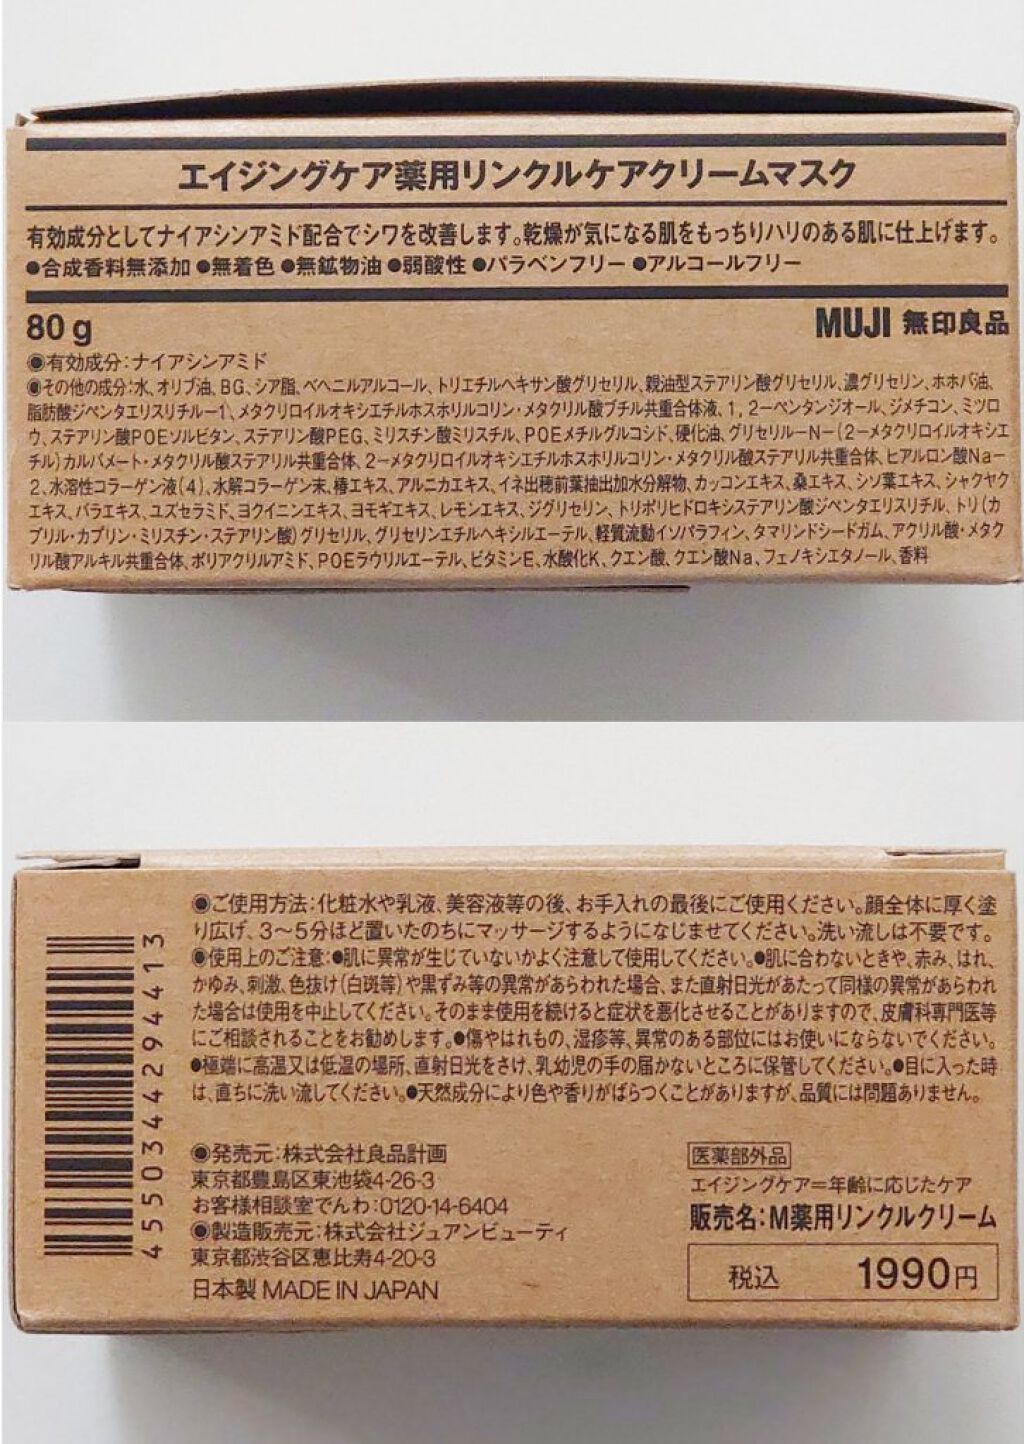 エイジングケア薬用リンクルケアクリームマスク
有効成分としてナイアシンアミド配合でシワを改善します。乾燥が気になる肌をもっちりハリのある肌に仕上げます。
●合成香料無添加 ●無着色 ●無鉱物油 ●弱酸性 ●パラベンフリー ●アルコールフリー
80g
MUJI 無印良品
◉有効成分：ナイアシンアミド
◉その他の成分：水、オリブ油、BG、シア脂、ベヘニルアルコール、トリエチルヘキサン酸グリセリル、親油型ステアリン酸グリセリル、濃グリセリン、ホホバ油、
脂肪酸ジペンタエリスリチルー1、メタクリロイルオキシエチルホスホリルコリン・メタクリル酸ブチル共重合体液、1，2－ペンタンジオール、ジメチコン、ミツロ
ウ、ステアリン酸POEソルビタン、ステアリン酸PEG、ミリスチン酸ミリスチル、POEメチルグルコシド、硬化油、グリセリルーN－（2－メタクリロイルオキシエ
チル）カルバメート・メタクリル酸ステアリル共重合体、2－メタクリロイルオキシエチルホスホリルコリン・メタクリル酸ステアリル共重合体、ヒアルロン酸Na－
2、水溶性コラーゲン液（4）、水解コラーゲン末、椿エキス、アルニカエキス、イネ出穂前葉抽出加水分解物、カッコンエキス、桑エキス、シソ葉エキス、シャクヤク
エキス、バラエキス、ユズセラミド、ヨクイニンエキス、ヨモギエキス、レモンエキス、ジグリセリン、トリポリヒドロキシステアリン酸ジペンタエリスリチル、トリ（カ
プリル・カプリン・ミリスチン・ステアリン酸）グリセリル、グリセリンエチルヘキシルエーテル、軽質流動イソパラフィン、タマリンドシードガム、アクリル酸・メタク
リル酸アルキル共重合体、ポリアクリルアミド、POEラウリルエーテル、ビタミンE、水酸化K、クエン酸、クエン酸Na、フェノキシエタノール、香料
◉ご使用方法：化粧水や乳液、美容液等の後、お手入れの最後にご使用ください。顔全体に厚く塗
り広げ、3～5分ほど置いたのちにマッサージするようになじませてください。洗い流しは不要です。
◉使用上のご注意：●肌に異常が生じていないかよく注意して使用してください。●肌に合わないときや、赤み、はれ、
かゆみ、刺激、色抜け（白斑等）や黒ずみ等の異常があらわれた場合、また直射日光があたって同様の異常があらわれ
た場合は使用を中止してください。そのまま使用を続けると症状を悪化させることがありますので、皮膚科専門医等
にご相談されることをお勧めします。●傷やはれもの、湿疹等、異常のある部位にはお使いにならないでください。
●極端に高温又は低温の場所、直射日光をさけ、乳幼児の手の届かないところに保管してください。●目に入った時
は、直ちに洗い流してください。●天然成分により色や香りがばらつくことがありますが、品質には問題ありません。
4550344294413
◉発売元：株式会社良品計画
東京都豊島区東池袋4-26-3
お客様相談室でんわ：0120-14-6404
◉製造販売元：株式会社ジュアンビューティ
東京都渋谷区恵比寿4-20-3
日本製 MADE IN JAPAN
医薬部外品
エイジングケア＝年齢に応じたケア
販売名：M薬用リンクルクリーム
税込 1990円